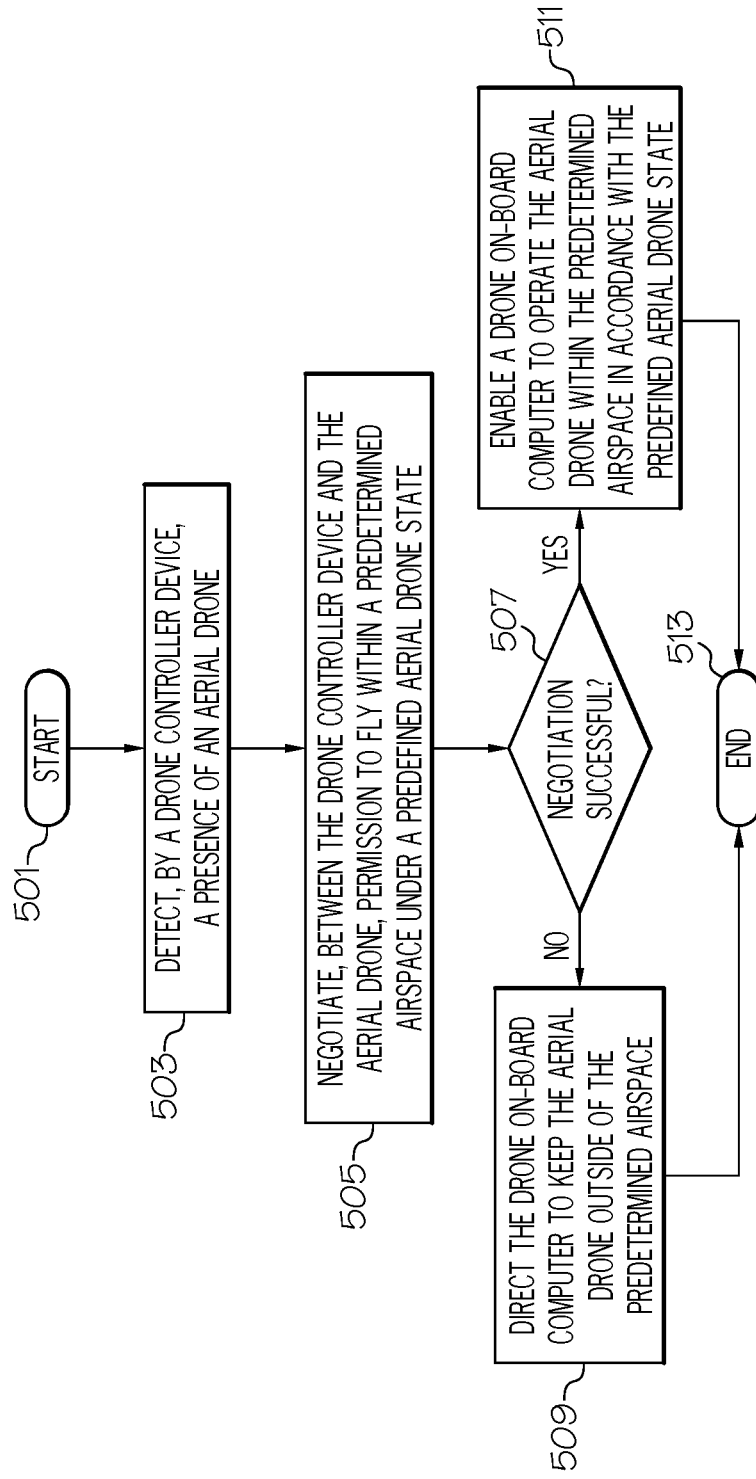 START
501
DETECT, BY A DRONE CONTROLLER DEVICE,
A PRESENCE OF AN AERIAL DRONE
503
NEGOTIATE, BETWEEN THE DRONE CONTROLLER DEVICE AND THE
AERIAL DRONE, PERMISSION TO FLY WITHIN A PREDETERMINED
AIRSPACE UNDER A PREDEFINED AERIAL DRONE STATE
505
NEGOTIATION
SUCCESSFUL?
507
NO
YES
DIRECT THE DRONE ON-BOARD
COMPUTER TO KEEP THE AERIAL
DRONE OUTSIDE OF THE
PREDETERMINED AIRSPACE
509
ENABLE A DRONE ON-BOARD
COMPUTER TO OPERATE THE AERIAL
DRONE WITHIN THE PREDETERMINED
AIRSPACE IN ACCORDANCE WITH THE
PREDEFINED AERIAL DRONE STATE
511
END
513